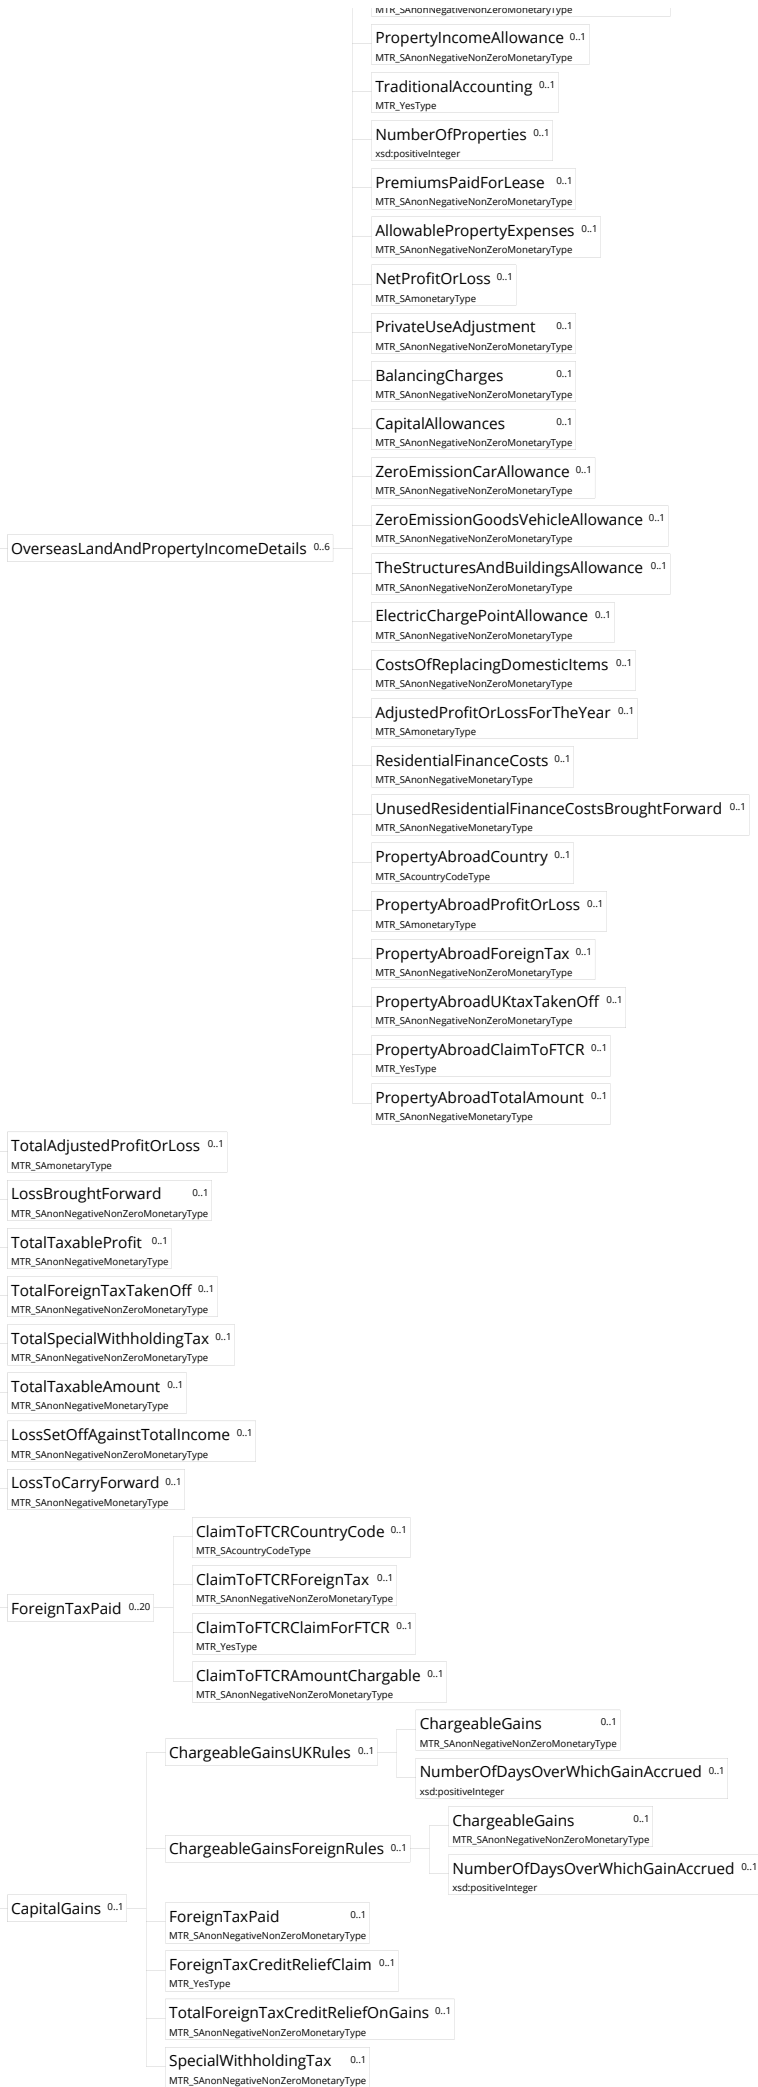 MTR_SAnonNegativeNonZeroMonetaryType
PropertyIncomeAllowance 0..1
MTR_SAnonNegativeNonZeroMonetaryType
TraditionalAccounting 0..1
MTR_YesType
NumberOfProperties 0..1
xsd:positiveInteger
PremiumsPaidForLease 0..1
MTR_SAnonNegativeNonZeroMonetaryType
AllowablePropertyExpenses 0..1
MTR_SAnonNegativeNonZeroMonetaryType
NetProfitOrLoss 0..1
MTR_SAmonetaryType
PrivateUseAdjustment 0..1
MTR_SAnonNegativeNonZeroMonetaryType
BalancingCharges 0..1
MTR_SAnonNegativeNonZeroMonetaryType
CapitalAllowances 0..1
MTR_SAnonNegativeNonZeroMonetaryType
ZeroEmissionCarAllowance 0..1
MTR_SAnonNegativeNonZeroMonetaryType
ZeroEmissionGoodsVehicleAllowance 0..1
MTR_SAnonNegativeNonZeroMonetaryType
OverseasLandAndPropertyIncomeDetails 0..6
TheStructuresAndBuildingsAllowance 0..1
MTR_SAnonNegativeNonZeroMonetaryType
ElectricChargePointAllowance 0..1
MTR_SAnonNegativeNonZeroMonetaryType
CostsOfReplacingDomesticItems 0..1
MTR_SAnonNegativeNonZeroMonetaryType
AdjustedProfitOrLossForTheYear 0..1
MTR_SAmonetaryType
ResidentialFinanceCosts 0..1
MTR_SAnonNegativeMonetaryType
UnusedResidentialFinanceCostsBroughtForward 0..1
MTR_SAnonNegativeMonetaryType
PropertyAbroadCountry 0..1
MTR_SAcountryCodeType
PropertyAbroadProfitOrLoss 0..1
MTR_SAmonetaryType
PropertyAbroadForeignTax 0..1
MTR_SAnonNegativeNonZeroMonetaryType
PropertyAbroadUKtaxTakenOff 0..1
MTR_SAnonNegativeNonZeroMonetaryType
PropertyAbroadClaimToFTCR 0..1
MTR_YesType
PropertyAbroadTotalAmount 0..1
MTR_SAnonNegativeMonetaryType
TotalAdjustedProfitOrLoss 0..1
MTR_SAmonetaryType
LossBroughtForward 0..1
MTR_SAnonNegativeNonZeroMonetaryType
TotalTaxableProfit 0..1
MTR_SAnonNegativeMonetaryType
TotalForeignTaxTakenOff 0..1
MTR_SAnonNegativeNonZeroMonetaryType
TotalSpecialWithholdingTax 0..1
MTR_SAnonNegativeNonZeroMonetaryType
TotalTaxableAmount 0..1
MTR_SAnonNegativeMonetaryType
LossSetOffAgainstTotalIncome 0..1
MTR_SAnonNegativeNonZeroMonetaryType
LossToCarryForward 0..1
MTR_SAnonNegativeMonetaryType
ClaimToFTCRCountryCode 0..1
MTR_SAcountryCodeType
ClaimToFTCRForeignTax 0..1
MTR_SAnonNegativeNonZeroMonetaryType
ForeignTaxPaid 0..20
ClaimToFTCRClaimForFTCR 0..1
MTR_YesType
ClaimToFTCRAmountChargable 0..1
MTR_SAnonNegativeNonZeroMonetaryType
ChargeableGains 0..1
MTR_SAnonNegativeNonZeroMonetaryType
ChargeableGainsUKRules 0..1
NumberOfDaysOverWhichGainAccrued 0..1
xsd:positiveInteger
ChargeableGains 0..1
MTR_SAnonNegativeNonZeroMonetaryType
ChargeableGainsForeignRules 0..1
NumberOfDaysOverWhichGainAccrued 0..1
xsd:positiveInteger
CapitalGains 0..1
ForeignTaxPaid 0..1
MTR_SAnonNegativeNonZeroMonetaryType
ForeignTaxCreditReliefClaim 0..1
MTR_YesType
TotalForeignTaxCreditReliefOnGains 0..1
MTR_SAnonNegativeNonZeroMonetaryType
SpecialWithholdingTax 0..1
MTR_SAnonNegativeNonZeroMonetaryType